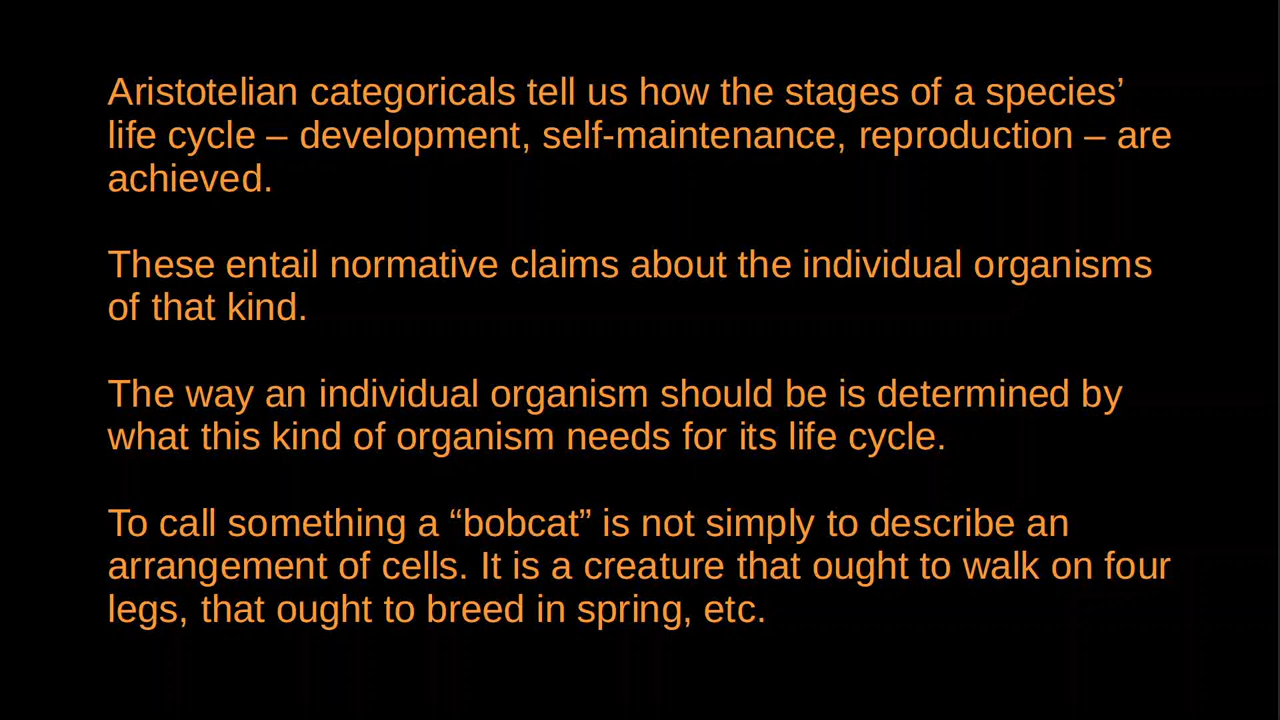 Aristotelian categoricals tell us how the stages of a species’
life cycle – development, self-maintenance, reproduction – are
achieved.
These entail normative claims about the individual organisms
of that kind.
The way an individual organism should be is determined by
what this kind of organism needs for its life cycle.
To call something a “bobcat” is not simply to describe an
arrangement of cells. It is a creature that ought to walk on four
legs, that ought to breed in spring, etc.